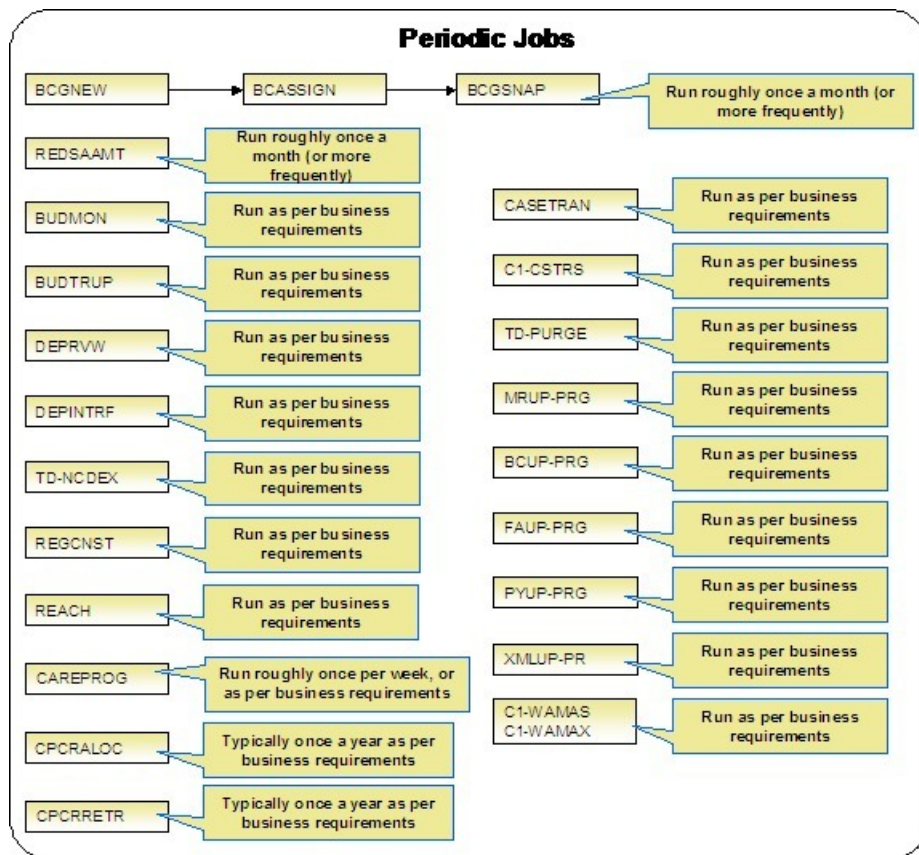 Periodic Jobs
BCGNEW
BCASSIGN
BCGSNAP
Run roughly once a month (or
more frequently)
REDSAAMT
Run roughly once a
month (or more
frequently)
BUDMON
Run as per business
requirements
BUDTRUP
Run as per business
requirements
DEPRVW
Run as per business
requirements
DEPINTRF
Run as per business
requirements
TD-NCDEX
Run as per business
requirements
REGCNST
Run as per business
requirements
REACH
Run as per business
requirements
CAREPROG
Run roughly once per week, or
as per business requirements
CPCRALOC
Typically once a year as per
business requirements
CPCRRETR
Typically once a year as per
business requirements
CASETRAN
Run as per business
requirements
C1-CSTRS
Run as per business
requirements
TD-PURGE
Run as per business
requirements
MRUP-PRG
Run as per business
requirements
BCUP-PRG
Run as per business
requirements
FAUP-PRG
Run as per business
requirements
PYUP-PRG
Run as per business
requirements
XMLUP-PR
Run as per business
requirements
C1-WAMAS
C1-WAMAX
Run as per business
requirements